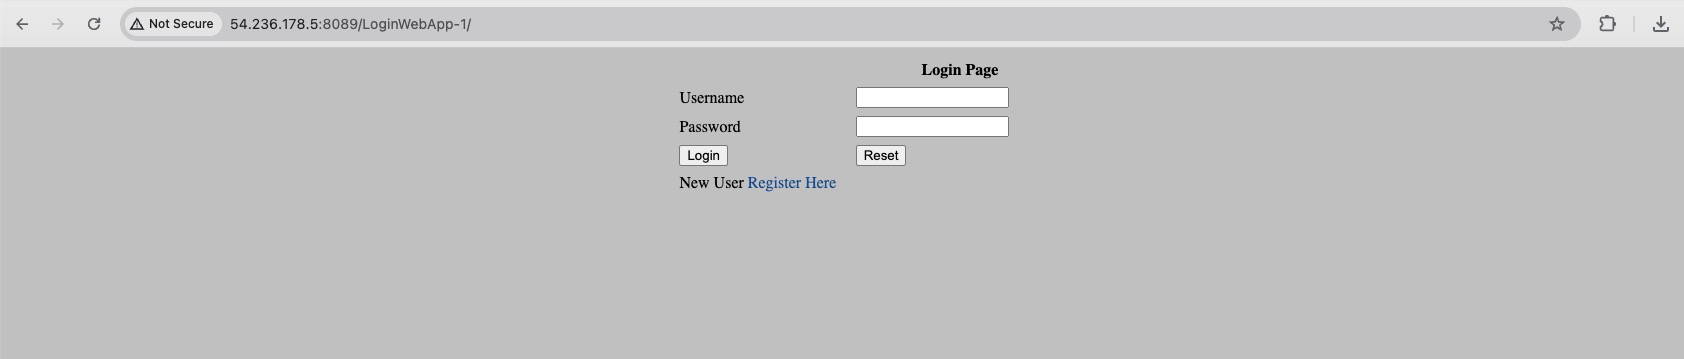 Not Secure 54.236.178.5:8089/LoginWebApp-1/
Login Page
Username
Password
Login Reset
New User Register Here